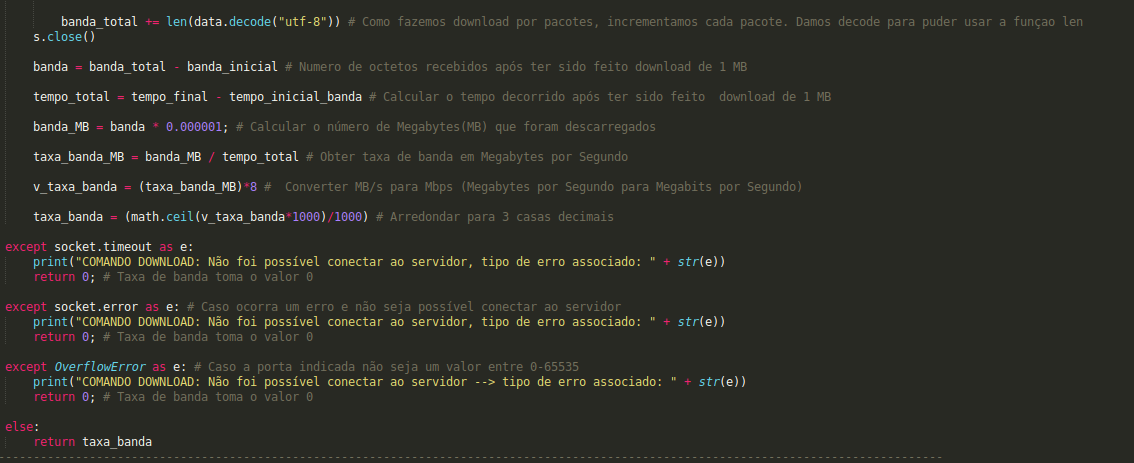 banda_total += len(data.decode("utf-8")) # Como fazemos download por pacotes, incrementamos cada pacote. Damos decode para puder usar a funçao len
s.close()
banda = banda_total - banda_inicial # Numero de octetos recebidos após ter sido feito download de 1 MB
tempo_total = tempo_final - tempo_inicial_banda # Calcular o tempo decorrido após ter sido feito  download de 1 MB
banda_MB = banda * 0.000001; # Calcular o número de Megabytes(MB) que foram descarregados
taxa_banda_MB = banda_MB / tempo_total # Obter taxa de banda em Megabytes por Segundo
v_taxa_banda = (taxa_banda_MB)*8 #  Converter MB/s para Mbps (Megabytes por Segundo para Megabits por Segundo)
taxa_banda = (math.ceil(v_taxa_banda*1000)/1000) # Arredondar para 3 casas decimais
except socket.timeout as e:
print("COMANDO DOWNLOAD: Não foi possível conectar ao servidor, tipo de erro associado: " + str(e))
return 0; # Taxa de banda toma o valor 0
except socket.error as e: # Caso ocorra um erro e não seja possível conectar ao servidor
print("COMANDO DOWNLOAD: Não foi possível conectar ao servidor, tipo de erro associado: " + str(e))
return 0; # Taxa de banda toma o valor 0
except OverflowError as e: # Caso a porta indicada não seja um valor entre 0-65535
print("COMANDO DOWNLOAD: Não foi possível conectar ao servidor --> tipo de erro associado: " + str(e))
return 0; # Taxa de banda toma o valor 0
else:
return taxa_banda